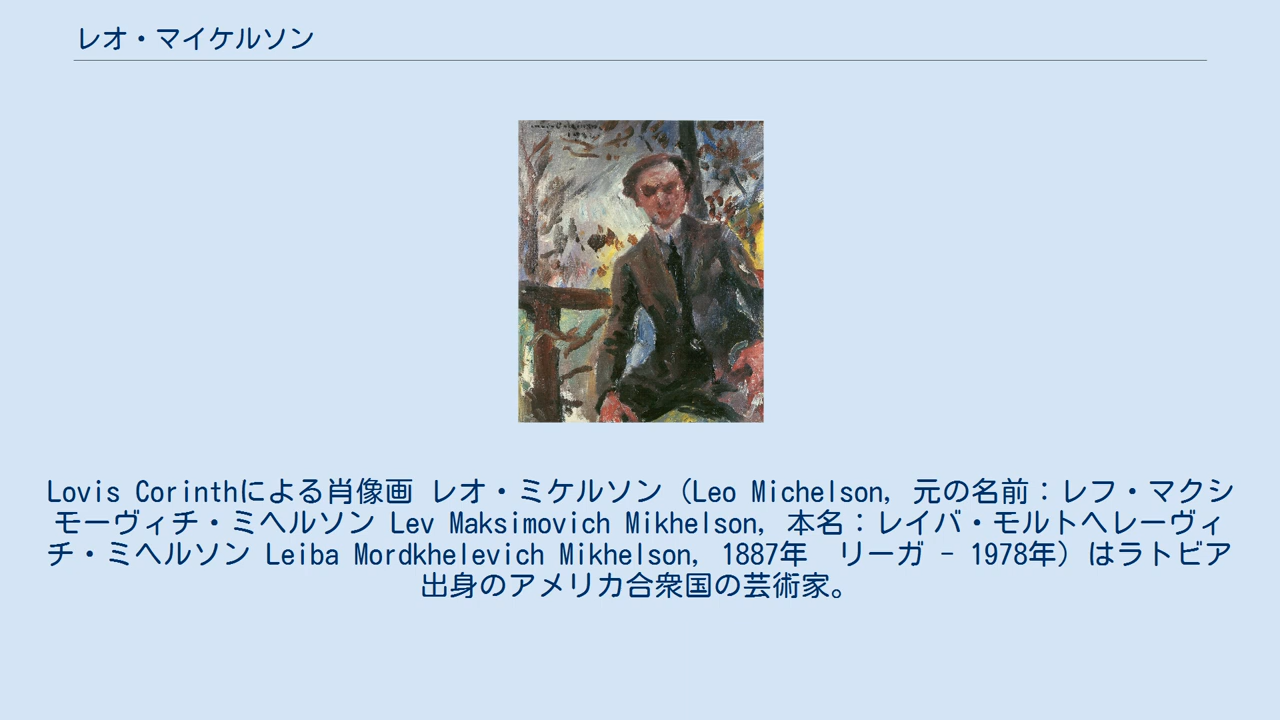 レオ・マイケルソン
Lovis Corinthによる肖像画 レオ・ミケルソン（Leo Michelson, 元の名前：レフ・マクシ
モーヴィチ・ミヘルソン Lev Maksimovich Mikhelson, 本名：レイバ・モルトヘレーヴィ
チ・ミヘルソン Leiba Mordkhelevich Mikhelson, 1887年　リーガ - 1978年）はラトビア
出身のアメリカ合衆国の芸術家。